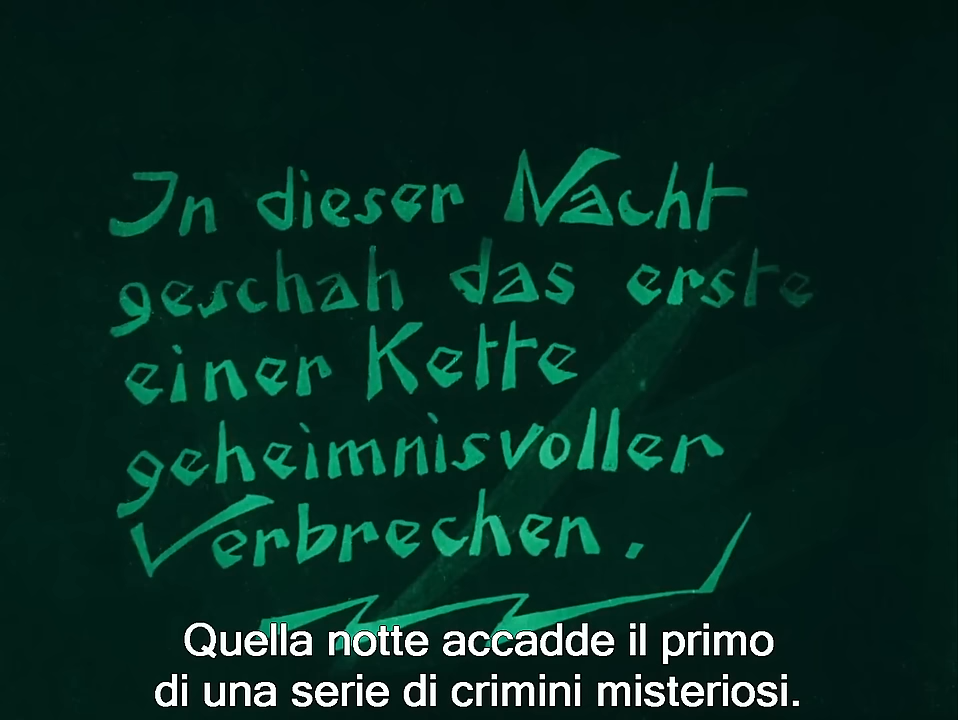 In dieser Nacht
geschah das erste
einer Kette
geheimnisvoller
Verbrechen.
Quella notte accadde il primo
di una serie di crimini misteriosi.